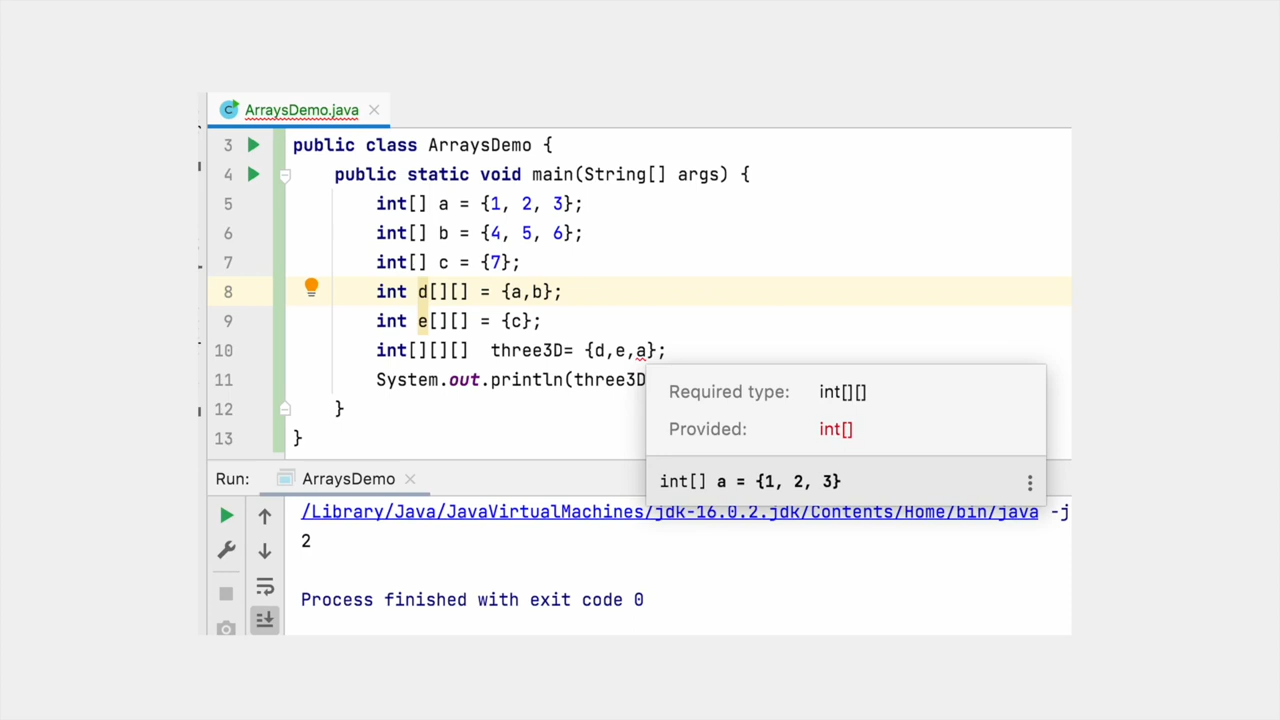 ArraysDemo.java
3 public class ArraysDemo {
4 public static void main(String[] args) {
5 int[] a = {1, 2, 3};
6 int[] b = {4, 5, 6};
7 int[] c = {7};
8 int d[][] = {a,b};
9 int e[][] = {c};
10 int[][][] three3D= {d,e,a};
11 System.out.println(three3D
12 }
13 }
Required type: int[][]
Provided: int[]
int[] a = {1, 2, 3}
Run: ArraysDemo
/Library/Java/JavaVirtualMachines/jdk-16.0.2.jdk/Contents/Home/bin/java -j
2
Process finished with exit code 0